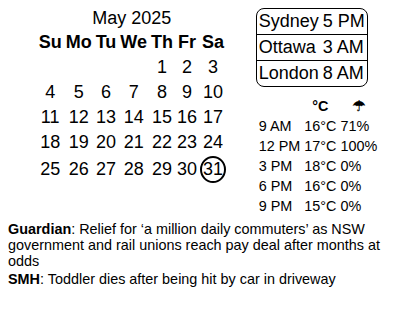 May 2025
Su Mo Tu We Th Fr Sa
1 2 3
4 5 6 7 8 9 10
11 12 13 14 15 16 17
18 19 20 21 22 23 24
25 26 27 28 29 30 31
Sydney 5 PM
Ottawa 3 AM
London 8 AM
°C ☂
9 AM 16°C 71%
12 PM 17°C 100%
3 PM 18°C 0%
6 PM 16°C 0%
9 PM 15°C 0%
Guardian: Relief for ‘a million daily commuters’ as NSW
government and rail unions reach pay deal after months at
odds
SMH: Toddler dies after being hit by car in driveway